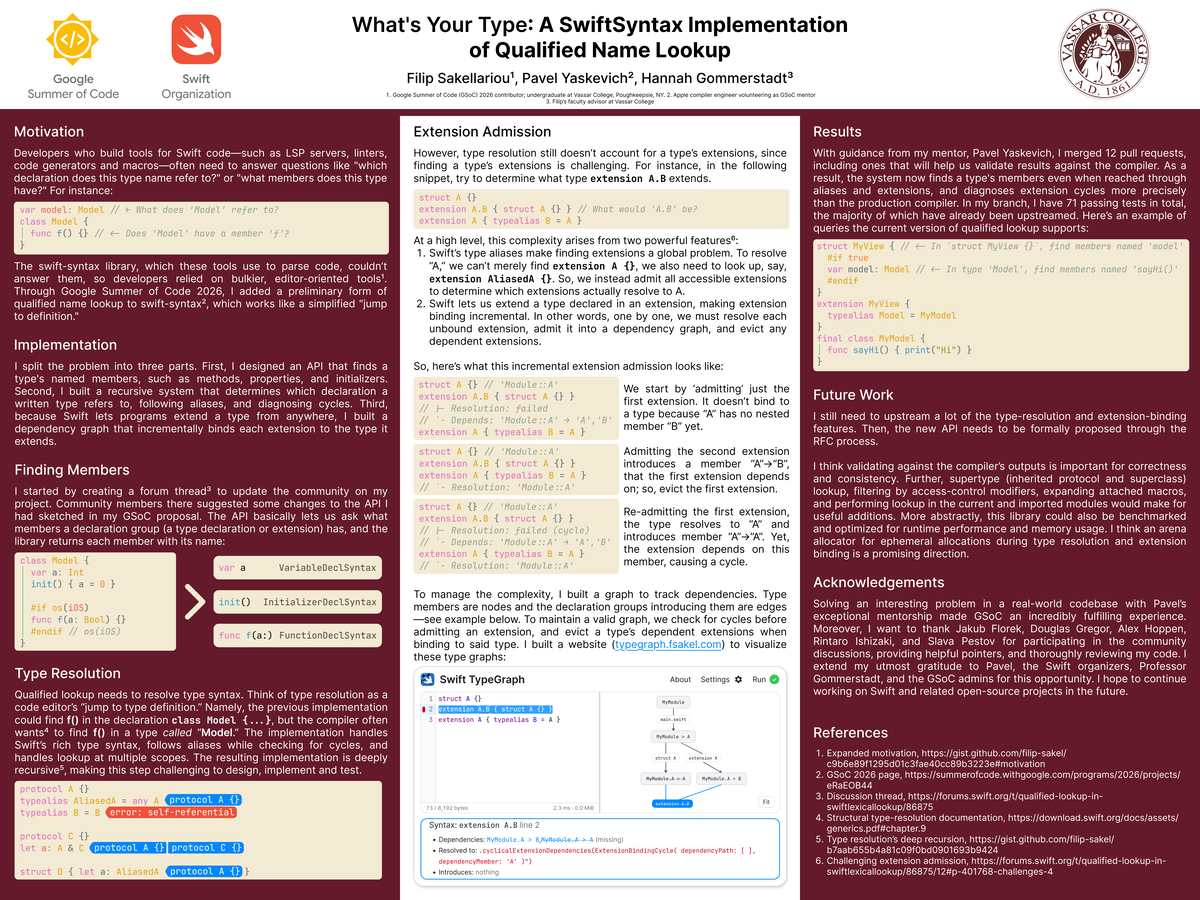 What's Your Type: A SwiftSyntax Implementation
of Qualified Name Lookup
Filip Sakellariou¹, Pavel Yaskevich², Hannah Gommerstadt³
1. Google Summer of Code (GSoC) 2026 contributor; undergraduate at Vassar College, Poughkeepsie, NY. 2. Apple compiler engineer volunteering as GSoC mentor
3. Filip's faculty advisor at Vassar College
Google
Summer of Code
Swift
Organization
VASSAR COLLEGE
A.D. 1861
Motivation
Developers who build tools for Swift code—such as LSP servers, linters,
code generators and macros—often need to answer questions like "which
declaration does this type name refer to?" or "what members does this type
have?" For instance:
var model: Model // ← What does 'Model' refer to?
class Model {
func f() {} // ← Does 'Model' have a member 'f'?
}
The swift-syntax library, which these tools use to parse code, couldn't
answer them, so developers relied on bulkier, editor-oriented tools¹.
Through Google Summer of Code 2026, I added a preliminary form of
qualified name lookup to swift-syntax², which works like a simplified "jump
to definition."
Implementation
I split the problem into three parts. First, I designed an API that finds a
type's named members, such as methods, properties, and initializers.
Second, I built a recursive system that determines which declaration a
written type refers to, following aliases, and diagnosing cycles. Third,
because Swift lets programs extend a type from anywhere, I built a
dependency graph that incrementally binds each extension to the type it
extends.
Finding Members
I started by creating a forum thread³ to update the community on my
project. Community members there suggested some changes to the API I
had sketched in my GSoC proposal. The API basically lets us ask what
members a declaration group (a type declaration or extension) has, and the
library returns each member with its name:
class Model {
var a: Int
init() { a = 0 }
#if os(iOS)
func f(a: Bool) {}
#endif // os(iOS)
}
var a VariableDeclSyntax
init() InitializerDeclSyntax
func f(a:) FunctionDeclSyntax
Type Resolution
Qualified lookup needs to resolve type syntax. Think of type resolution as a
code editor's "jump to type definition." Namely, the previous implementation
could find f() in the declaration class Model {...}, but the compiler often
wants⁴ to find f() in a type called "Model." The implementation handles
Swift's rich type syntax, follows aliases while checking for cycles, and
handles lookup at multiple scopes. The resulting implementation is deeply
recursive⁵, making this step challenging to design, implement and test.
protocol A {}
typealias AliasedA = any A protocol A {}
typealias B = B error: self-referential
protocol C {}
let a: A & C protocol A {} protocol C {}
struct D { let a: AliasedA protocol A {} }
Extension Admission
However, type resolution still doesn't account for a type's extensions, since
finding a type's extensions is challenging. For instance, in the following
snippet, try to determine what type extension A.B extends.
struct A {}
extension A.B { struct A {} } // What would 'A.B' be?
extension A { typealias B = A }
At a high level, this complexity arises from two powerful features⁶:
1. Swift's type aliases make finding extensions a global problem. To resolve
"A," we can't merely find extension A {}, we also need to look up, say,
extension AliasedA {}. So, we instead admit all accessible extensions
to determine which extensions actually resolve to A.
2. Swift lets us extend a type declared in an extension, making extension
binding incremental. In other words, one by one, we must resolve each
unbound extension, admit it into a dependency graph, and evict any
dependent extensions.
So, here's what this incremental extension admission looks like:
struct A {} // 'Module::A'
extension A.B { struct A {} }
// |- Resolution: failed
// `- Depends: 'Module::A' → 'A','B'
extension A { typealias B = A }
We start by 'admitting' just the
first extension. It doesn't bind to
a type because "A" has no nested
member "B" yet.
struct A {} // 'Module::A'
extension A.B { struct A {} }
extension A { typealias B = A }
// `- Resolution: 'Module::A'
Admitting the second extension
introduces a member "A"→"B",
that the first extension depends
on; so, evict the first extension.
struct A {} // 'Module::A'
extension A.B { struct A {} }
// |- Resolution: failed (cycle)
// `- Depends: 'Module::A' → 'A','B'
extension A { typealias B = A }
// `- Resolution: 'Module::A'
Re-admitting the first extension,
the type resolves to "A" and
introduces member "A"→"A". Yet,
the extension depends on this
member, causing a cycle.
To manage the complexity, I built a graph to track dependencies. Type
members are nodes and the declaration groups introducing them are edges
—see example below. To maintain a valid graph, we check for cycles before
admitting an extension, and evict a type's dependent extensions when
binding to said type. I built a website (typegraph.fsakel.com) to visualize
these type graphs:
Swift TypeGraph
About Settings Run
1 struct A {}
2 extension A.B { struct A {} }
3 extension A { typealias B = A }
73 / 8,192 bytes 2.3 ms · 0.0 MiB
MyModule
main.swift
MyModule > A
struct A extension A
MyModule.A > A MyModule.A > B
extension A.B
Fit
Syntax: extension A.B line 2
• Dependencies: MyModule.A > B, MyModule.A > A (missing)
• Resolved to: .cyclicalExtensionDependencies(ExtensionBindingCycle( dependencyPath: [ ],
dependencyMember: 'A' )")
• Introduces: nothing
Results
With guidance from my mentor, Pavel Yaskevich, I merged 12 pull requests,
including ones that will help us validate results against the compiler. As a
result, the system now finds a type's members even when reached through
aliases and extensions, and diagnoses extension cycles more precisely
than the production compiler. In my branch, I have 71 passing tests in total,
the majority of which have already been upstreamed. Here's an example of
queries the current version of qualified lookup supports:
struct MyView { // ← In `struct MyView {}`, find members named 'model'
#if true
var model: Model // ← In type 'Model', find members named 'sayHi()'
#endif
}
extension MyView {
typealias Model = MyModel
}
final class MyModel {
func sayHi() { print("Hi") }
}
Future Work
I still need to upstream a lot of the type-resolution and extension-binding
features. Then, the new API needs to be formally proposed through the
RFC process.
I think validating against the compiler's outputs is important for correctness
and consistency. Further, supertype (inherited protocol and superclass)
lookup, filtering by access-control modifiers, expanding attached macros,
and performing lookup in the current and imported modules would make for
useful additions. More abstractly, this library could also be benchmarked
and optimized for runtime performance and memory usage. I think an arena
allocator for ephemeral allocations during type resolution and extension
binding is a promising direction.
Acknowledgements
Solving an interesting problem in a real-world codebase with Pavel's
exceptional mentorship made GSoC an incredibly fulfilling experience.
Moreover, I want to thank Jakub Florek, Douglas Gregor, Alex Hoppen,
Rintaro Ishizaki, and Slava Pestov for participating in the community
discussions, providing helpful pointers, and thoroughly reviewing my code. I
extend my utmost gratitude to Pavel, the Swift organizers, Professor
Gommerstadt, and the GSoC admins for this opportunity. I hope to continue
working on Swift and related open-source projects in the future.
References
1. Expanded motivation, https://gist.github.com/filip-sakel/
c9b6e89f1295d01c3fae40cc89b3223e#motivation
2. GSoC 2026 page, https://summerofcode.withgoogle.com/programs/2026/projects/
eRaEOB44
3. Discussion thread, https://forums.swift.org/t/qualified-lookup-in-
swiftlexicallookup/86875
4. Structural type-resolution documentation, https://download.swift.org/docs/assets/
generics.pdf#chapter.9
5. Type resolution's deep recursion, https://gist.github.com/filip-sakel/
b7aab655b4a81c09f0bd0901693b9424
6. Challenging extension admission, https://forums.swift.org/t/qualified-lookup-in-
swiftlexicallookup/86875/12#p-401768-challenges-4